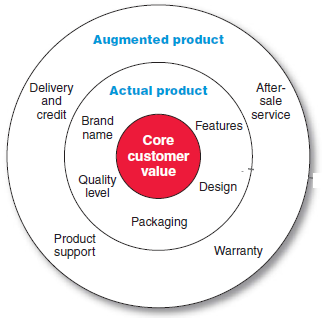 Augmented product
Delivery
and
credit
After-
sale
service
Actual product
Brand
name
Features
Core
customer
value
Quality
level
Design
Packaging
Product
support
Warranty